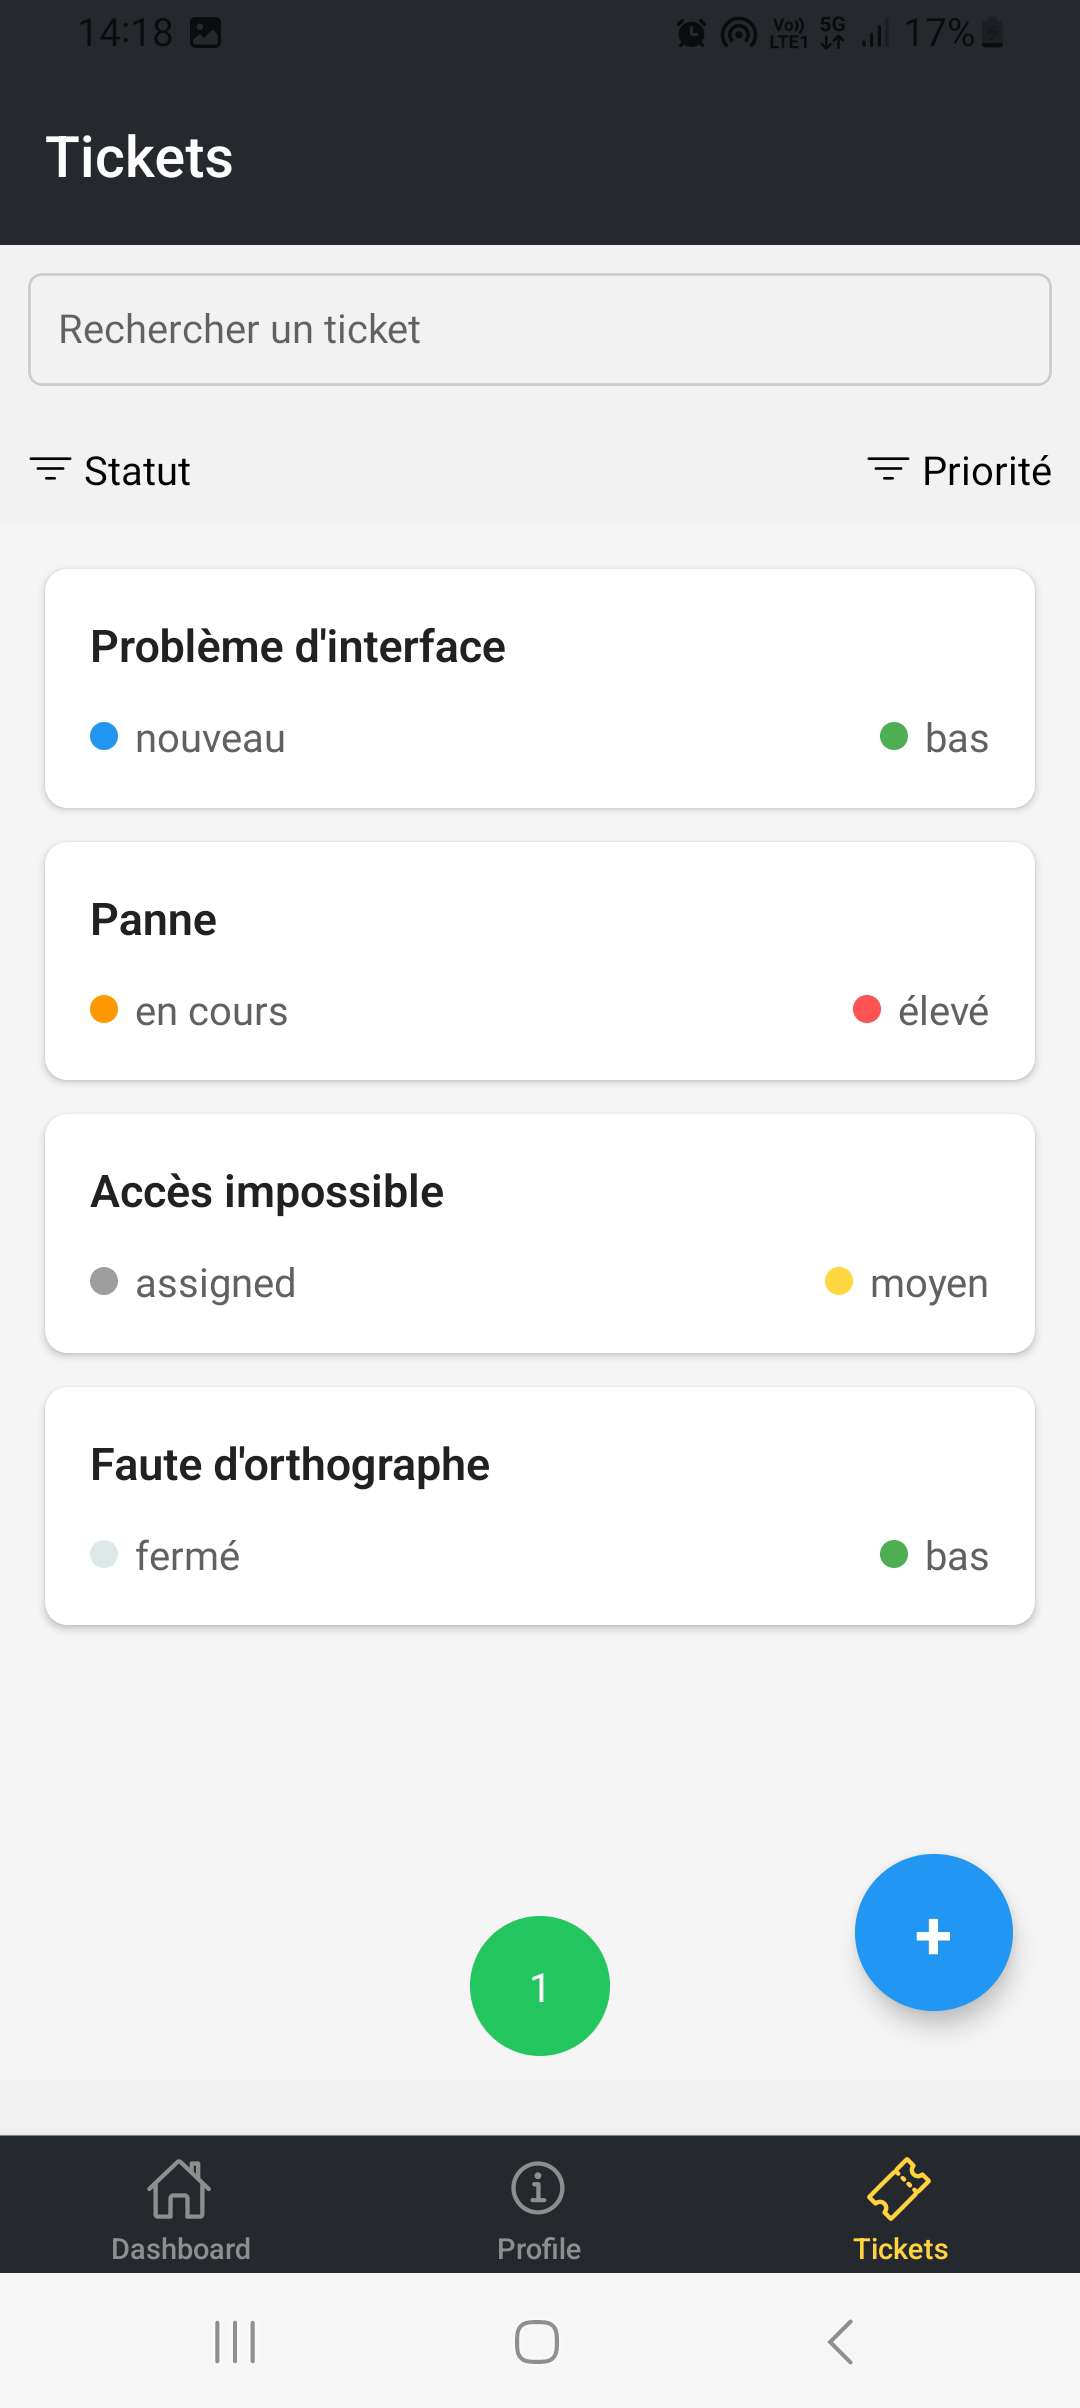 14:18 Vo)) LTE1 5G 17%
Tickets
Rechercher un ticket
Statut Priorité
Problème d'interface
nouveau bas
Panne
en cours élevé
Accès impossible
assigned moyen
Faute d'orthographe
fermé bas
+
1
Dashboard Profile Tickets